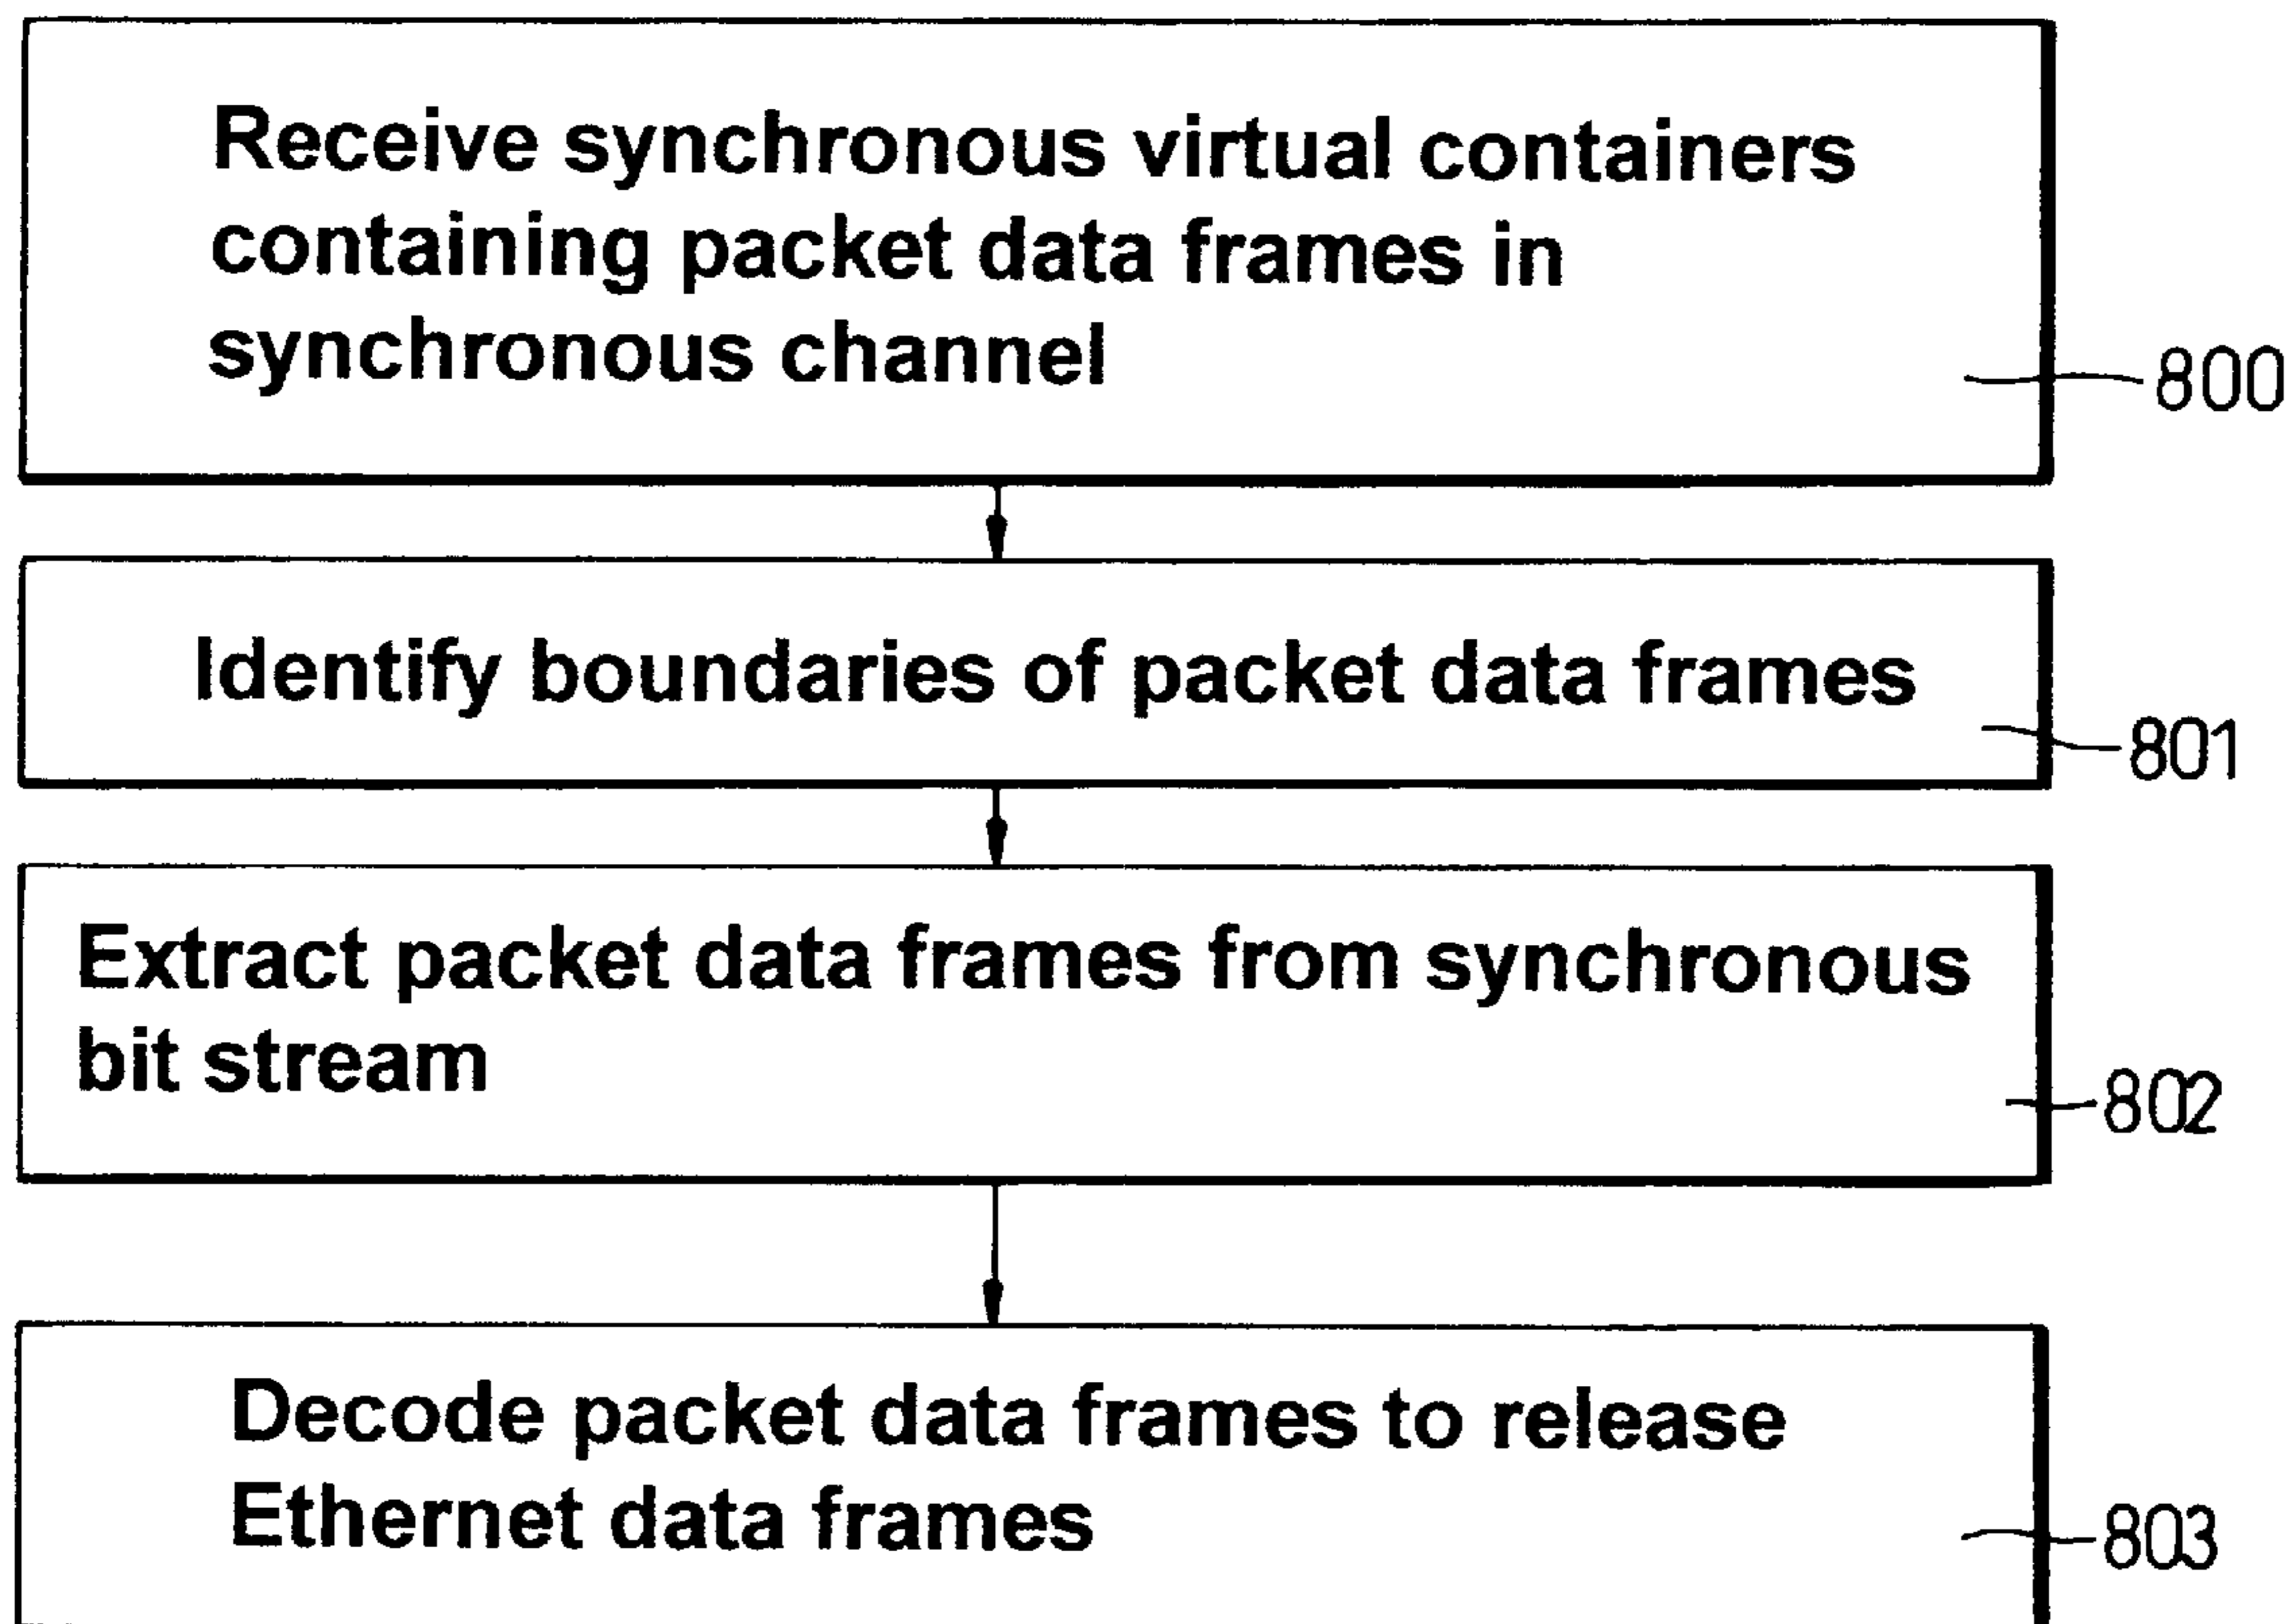 Receive synchronous virtual containers
containing packet data frames in
synchronous channel
800
Identify boundaries of packet data frames
801
Extract packet data frames from synchronous
bit stream
802
Decode packet data frames to release
Ethernet data frames
803